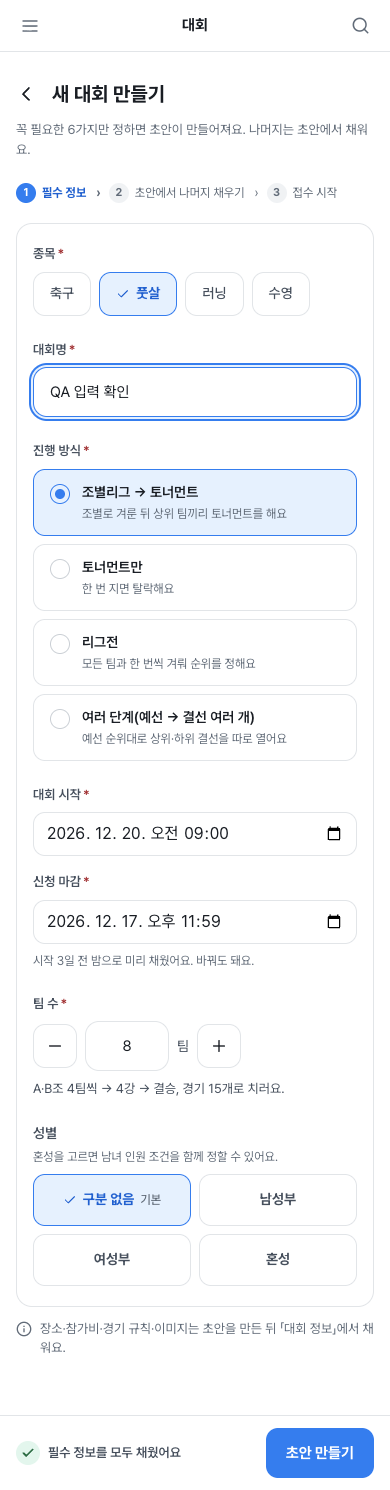 대회
새 대회 만들기
꼭 필요한 6가지만 정하면 초안이 만들어져요. 나머지는 초안에서 채워
요.
1 필수 정보 › 2 초안에서 나머지 채우기 › 3 접수 시작
종목 *
축구 풋살 러닝 수영
대회명 *
QA 입력 확인
진행 방식 *
조별리그 → 토너먼트
조별로 겨룬 뒤 상위 팀끼리 토너먼트를 해요
토너먼트만
한 번 지면 탈락해요
리그전
모든 팀과 한 번씩 겨뤄 순위를 정해요
여러 단계(예선 → 결선 여러 개)
예선 순위대로 상위·하위 결선을 따로 열어요
대회 시작 *
2026. 12. 20. 오전 09:00
신청 마감 *
2026. 12. 17. 오후 11:59
시작 3일 전 밤으로 미리 채웠어요. 바꿔도 돼요.
팀 수 *
8 팀
A·B조 4팀씩 → 4강 → 결승, 경기 15개로 치러요.
성별
혼성을 고르면 남녀 인원 조건을 함께 정할 수 있어요.
구분 없음 기본 남성부
여성부 혼성
장소·참가비·경기 규칙·이미지는 초안을 만든 뒤 「대회 정보」에서 채
워요.
필수 정보를 모두 채웠어요 초안 만들기